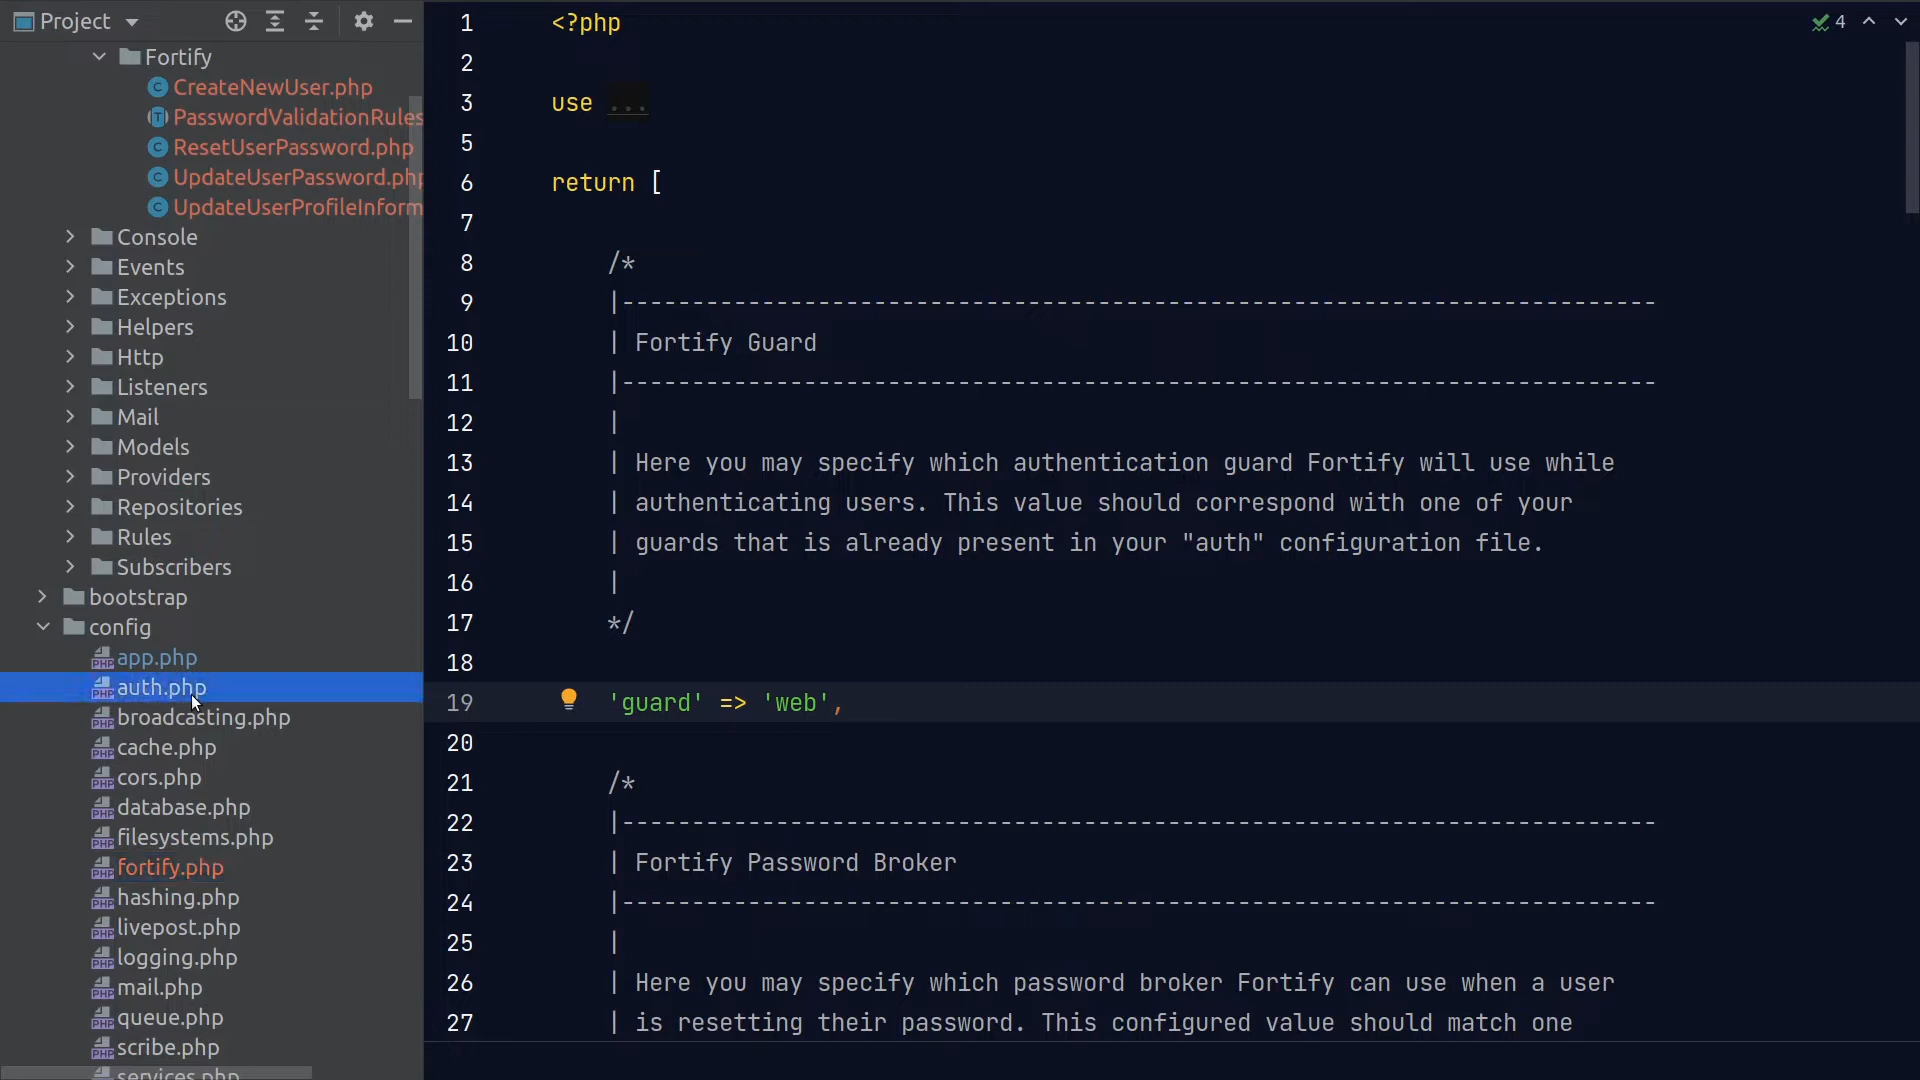 Project
Fortify
CreateNewUser.php
PasswordValidationRules
ResetUserPassword.php
UpdateUserPassword.php
UpdateUserProfileInform
Console
Events
Exceptions
Helpers
Http
Listeners
Mail
Models
Providers
Repositories
Rules
Subscribers
bootstrap
config
app.php
auth.php
broadcasting.php
cache.php
cors.php
database.php
filesystems.php
fortify.php
hashing.php
livepost.php
logging.php
mail.php
queue.php
scribe.php
services.php
4
1 <?php
2
3 use ...
5
6 return [
7
8 /*
9 |--------------------------------------------------------------------------
10 | Fortify Guard
11 |--------------------------------------------------------------------------
12 |
13 | Here you may specify which authentication guard Fortify will use while
14 | authenticating users. This value should correspond with one of your
15 | guards that is already present in your "auth" configuration file.
16 |
17 */
18
19 'guard' => 'web',
20
21 /*
22 |--------------------------------------------------------------------------
23 | Fortify Password Broker
24 |--------------------------------------------------------------------------
25 |
26 | Here you may specify which password broker Fortify can use when a user
27 | is resetting their password. This configured value should match one